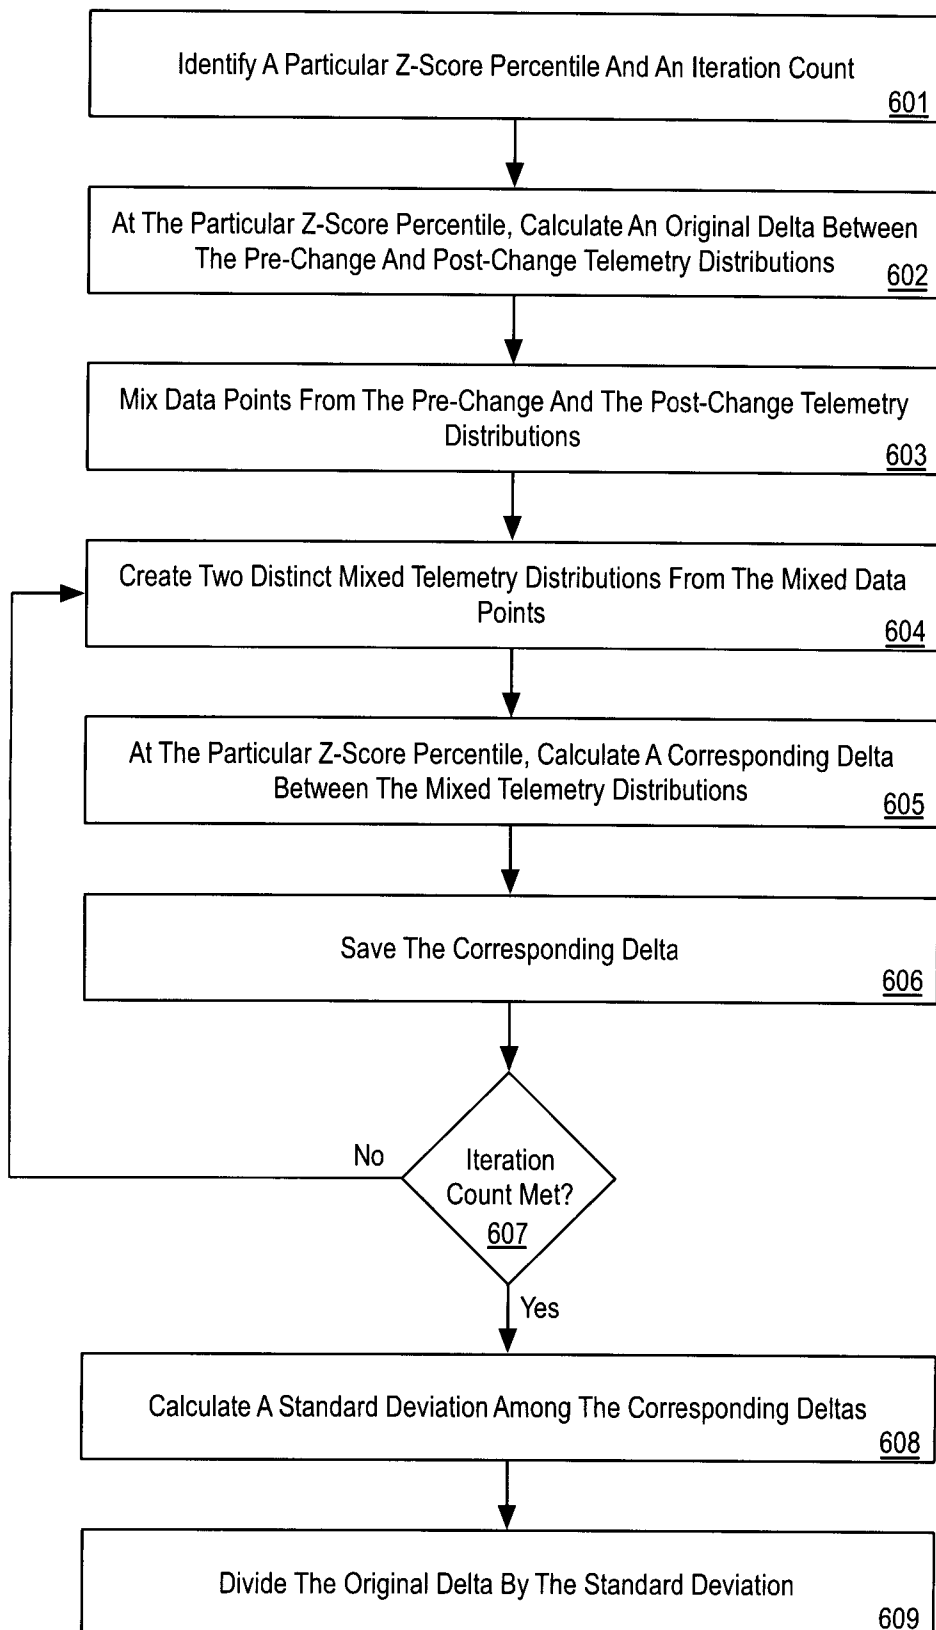 Identify A Particular Z-Score Percentile And An Iteration Count
601
At The Particular Z-Score Percentile, Calculate An Original Delta Between
The Pre-Change And Post-Change Telemetry Distributions
602
Mix Data Points From The Pre-Change And The Post-Change Telemetry
Distributions
603
Create Two Distinct Mixed Telemetry Distributions From The Mixed Data
Points
604
At The Particular Z-Score Percentile, Calculate A Corresponding Delta
Between The Mixed Telemetry Distributions
605
Save The Corresponding Delta
606
No
Iteration
Count Met?
607
Yes
Calculate A Standard Deviation Among The Corresponding Deltas
608
Divide The Original Delta By The Standard Deviation
609